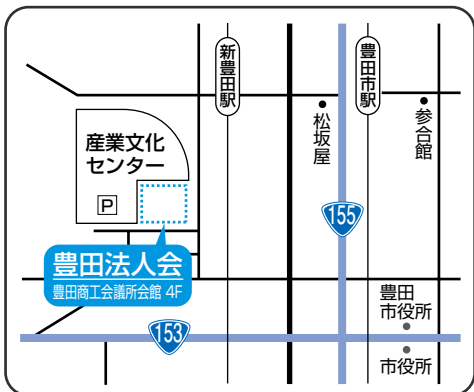 新豊田駅
豊田市駅
松坂屋
参合館
産業文化
センター
P
155
豊田法人会
豊田商工会議所会館 4F
豊田
市役所
153
市役所